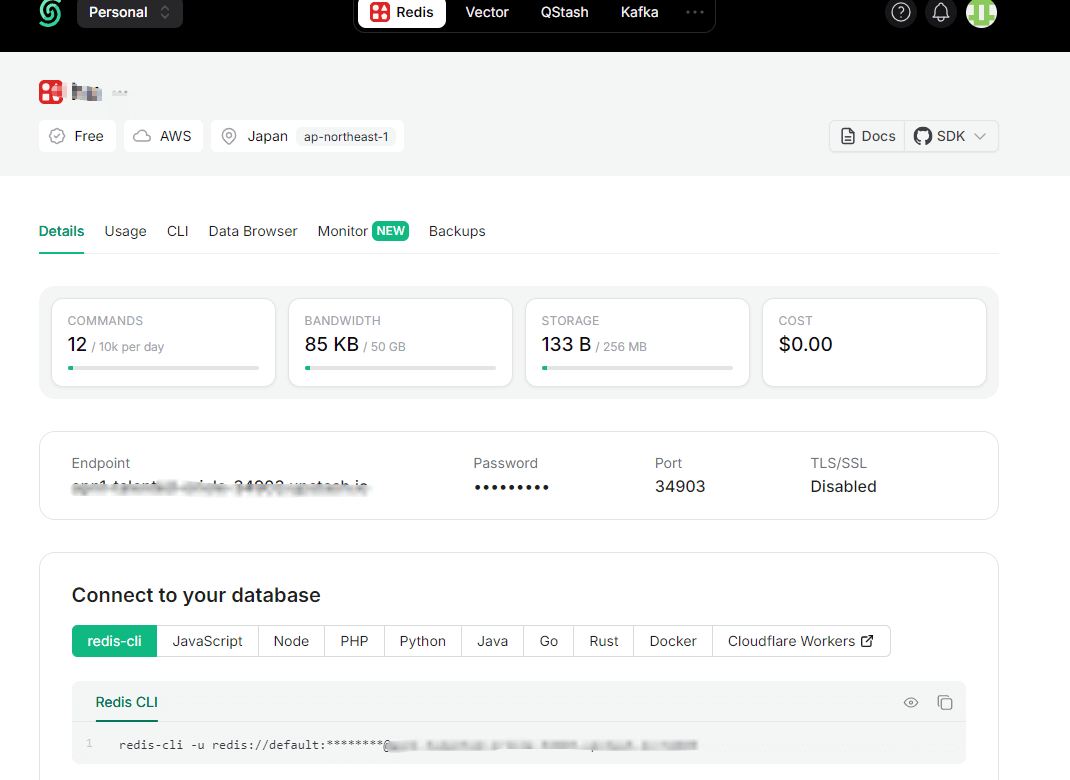 Personal Redis Vector QStash Kafka
Free AWS Japan ap-northeast-1 Docs SDK
Details Usage CLI Data Browser Monitor NEW Backups
COMMANDS BANDWIDTH STORAGE COST
12 / 10k per day 85 KB / 50 GB 133 B / 256 MB $0.00
Endpoint Password Port TLS/SSL
••••••••• 34903 Disabled
Connect to your database
redis-cli JavaScript Node PHP Python Java Go Rust Docker Cloudflare Workers
Redis CLI
1 redis-cli -u redis://default:********@